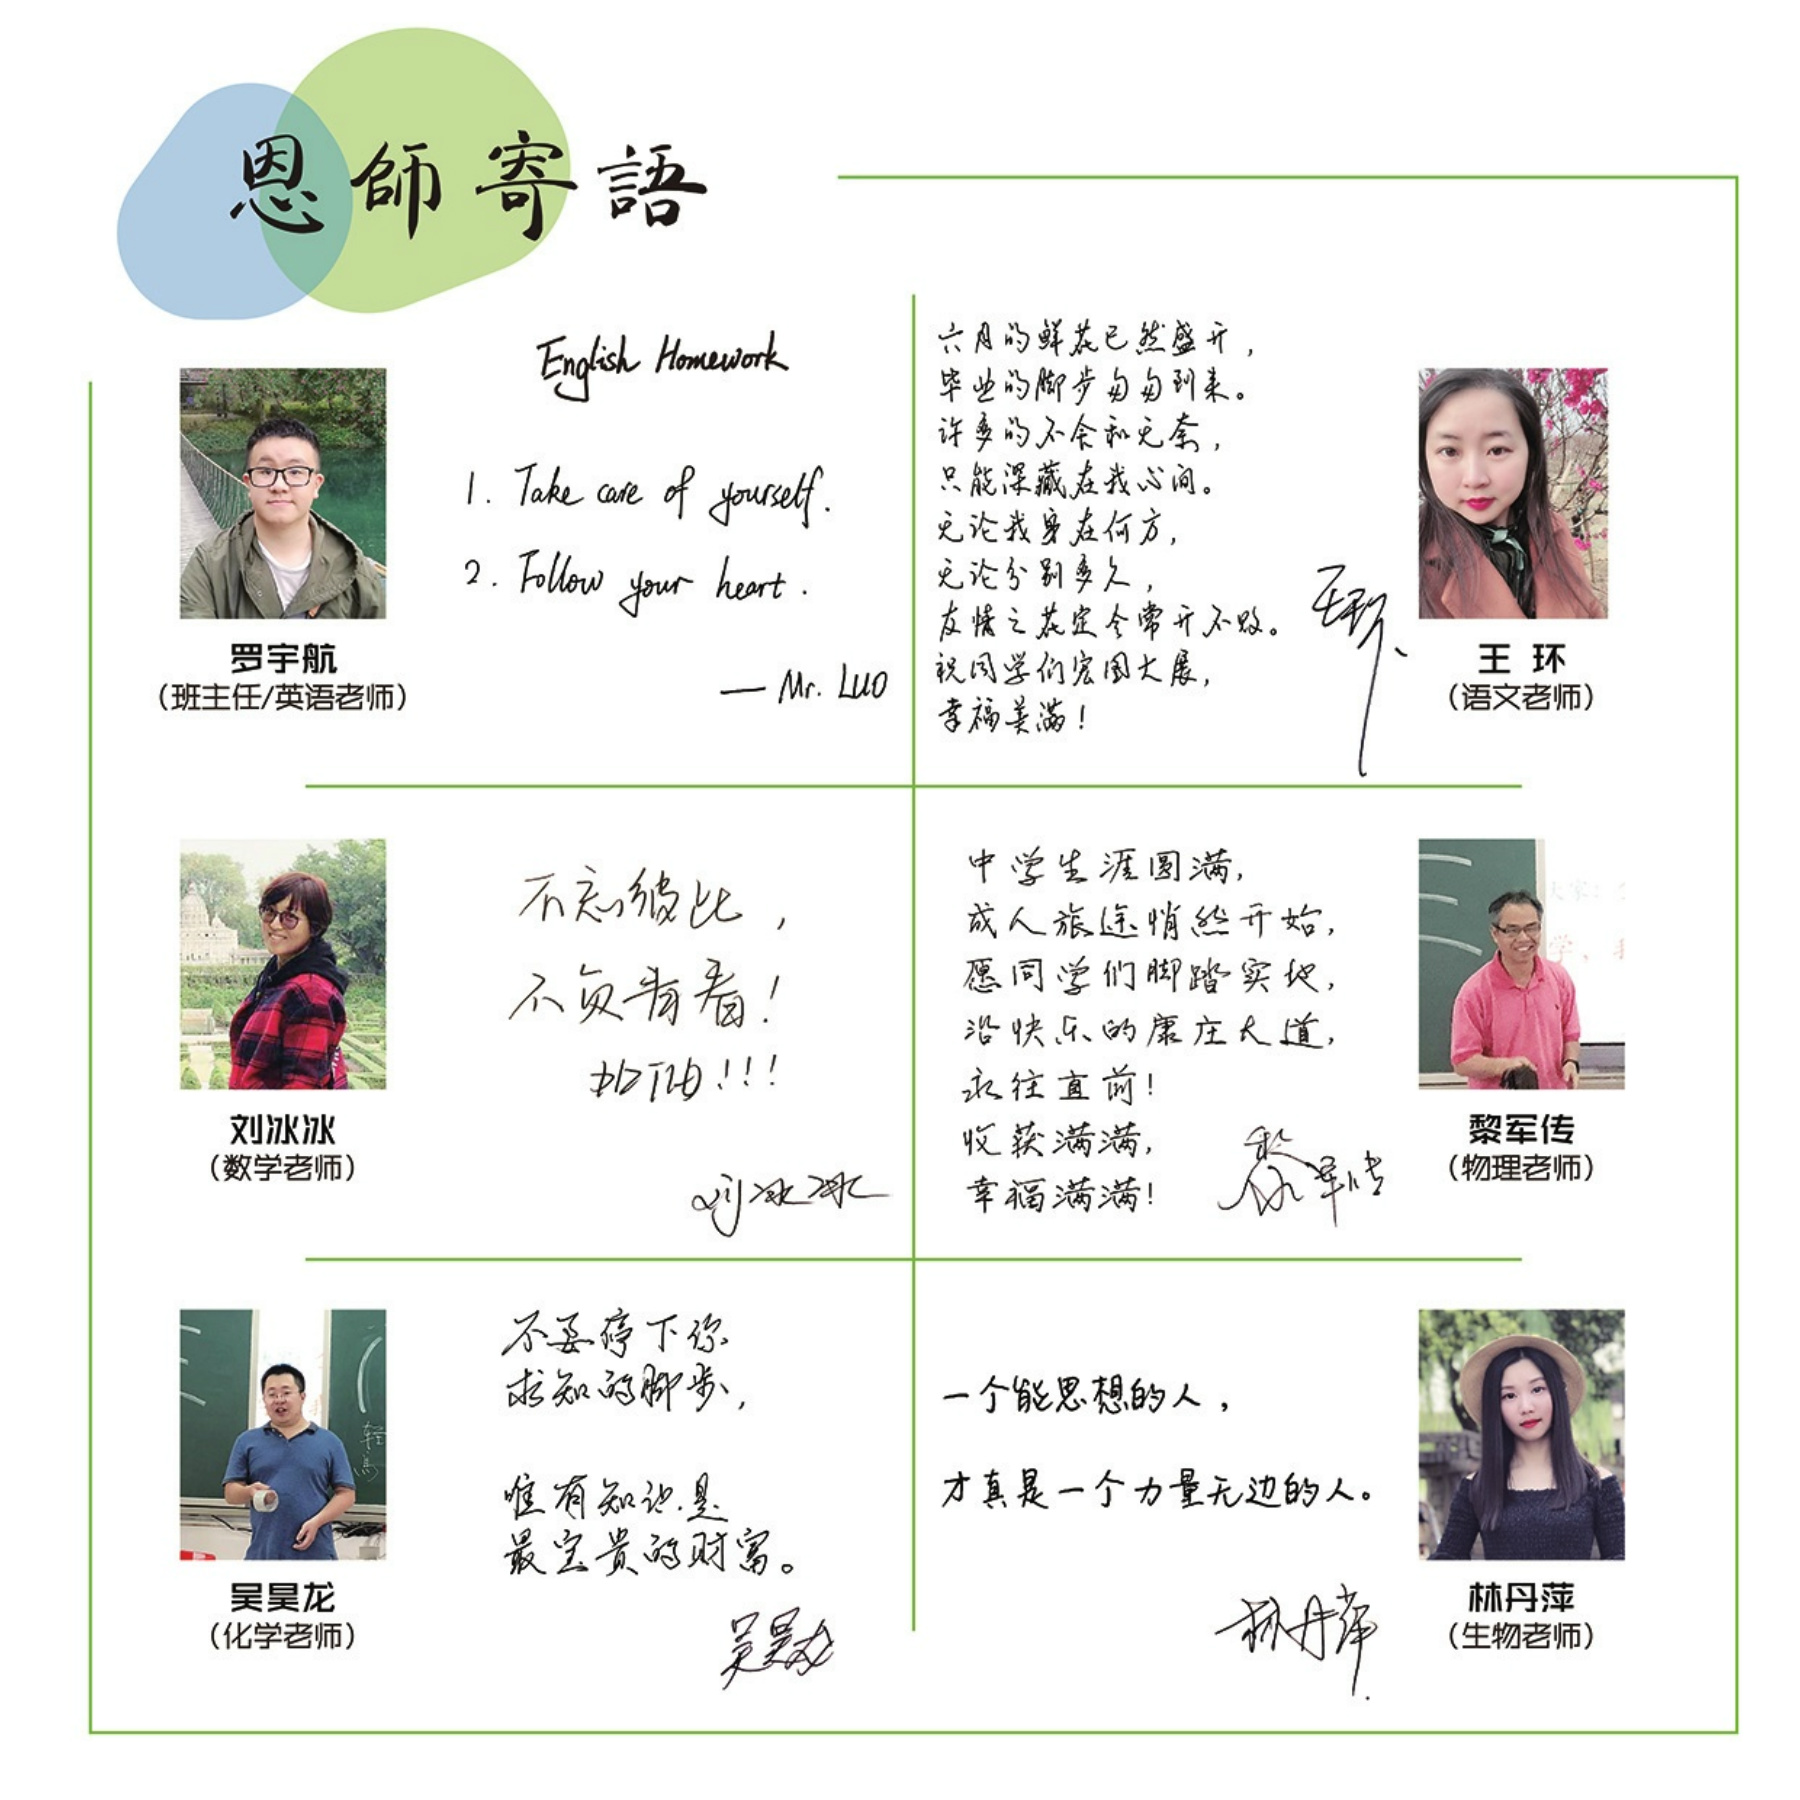 恩師寄語
English Homework
1. Take care of yourself.
2. Follow your heart.
— Mr. Luo
罗宇航
（班主任/英语老师）
六月的鲜花已然盛开，
毕业的脚步匆匆到来。
许多的不舍和无奈，
只能深藏在我心间。
无论我身在何方，
无论分别多久，
友情之花定会常开不败。
祝同学们宏图大展，
幸福美满！
王环
王 环
（语文老师）
不忘彼此，
不负青春！
加油!!!
刘冰冰
刘冰冰
（数学老师）
中学生涯圆满，
成人旅途悄然开始，
愿同学们脚踏实地，
沿快乐的康庄大道，
永往直前！
收获满满，
幸福满满！
黎军传
黎军传
（物理老师）
不要停下你
求知的脚步，
唯有知识是
最宝贵的财富。
吴昊龙
吴昊龙
（化学老师）
一个能思想的人，
才真是一个力量无边的人。
林丹萍
林丹萍
（生物老师）